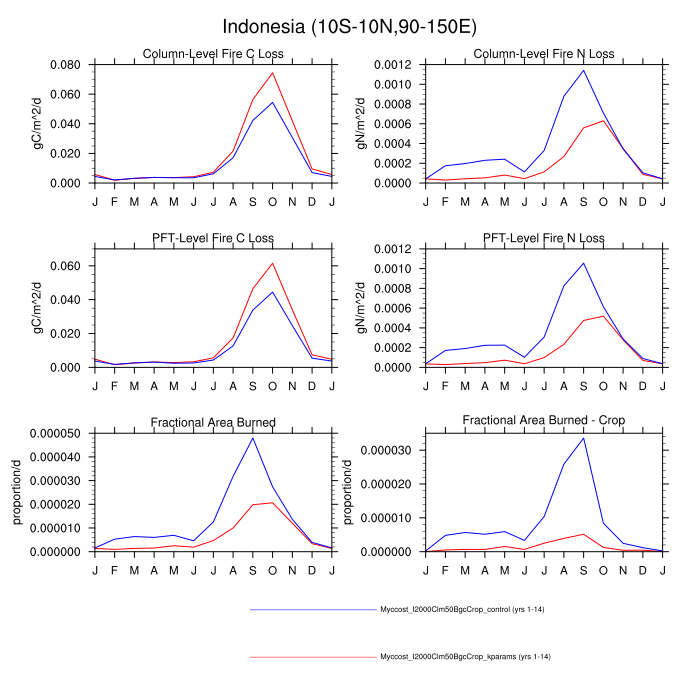 Indonesia (10S-10N,90-150E)
Column-Level Fire C Loss
Column-Level Fire N Loss
0.080
0.060
0.040
0.020
0.000
gC/m^2/d
J F M A M J J A S O N D J
0.0012
0.0010
0.0008
0.0006
0.0004
0.0002
0.0000
gN/m^2/d
J F M A M J J A S O N D J
PFT-Level Fire C Loss
PFT-Level Fire N Loss
0.060
0.040
0.020
0.000
gC/m^2/d
J F M A M J J A S O N D J
0.0012
0.0010
0.0008
0.0006
0.0004
0.0002
0.0000
gN/m^2/d
J F M A M J J A S O N D J
Fractional Area Burned
Fractional Area Burned - Crop
0.000050
0.000040
0.000030
0.000020
0.000010
0.000000
proportion/d
J F M A M J J A S O N D J
0.000030
0.000020
0.000010
0.000000
proportion/d
J F M A M J J A S O N D J
Myccost_I2000Clm50BgcCrop_control (yrs 1-14)
Myccost_I2000Clm50BgcCrop_kparams (yrs 1-14)